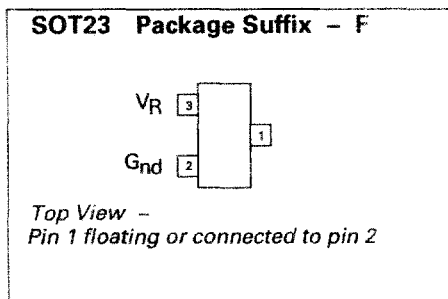 SOT23 Package Suffix – F
VR 3
1
Gnd 2
Top View –
Pin 1 floating or connected to pin 2